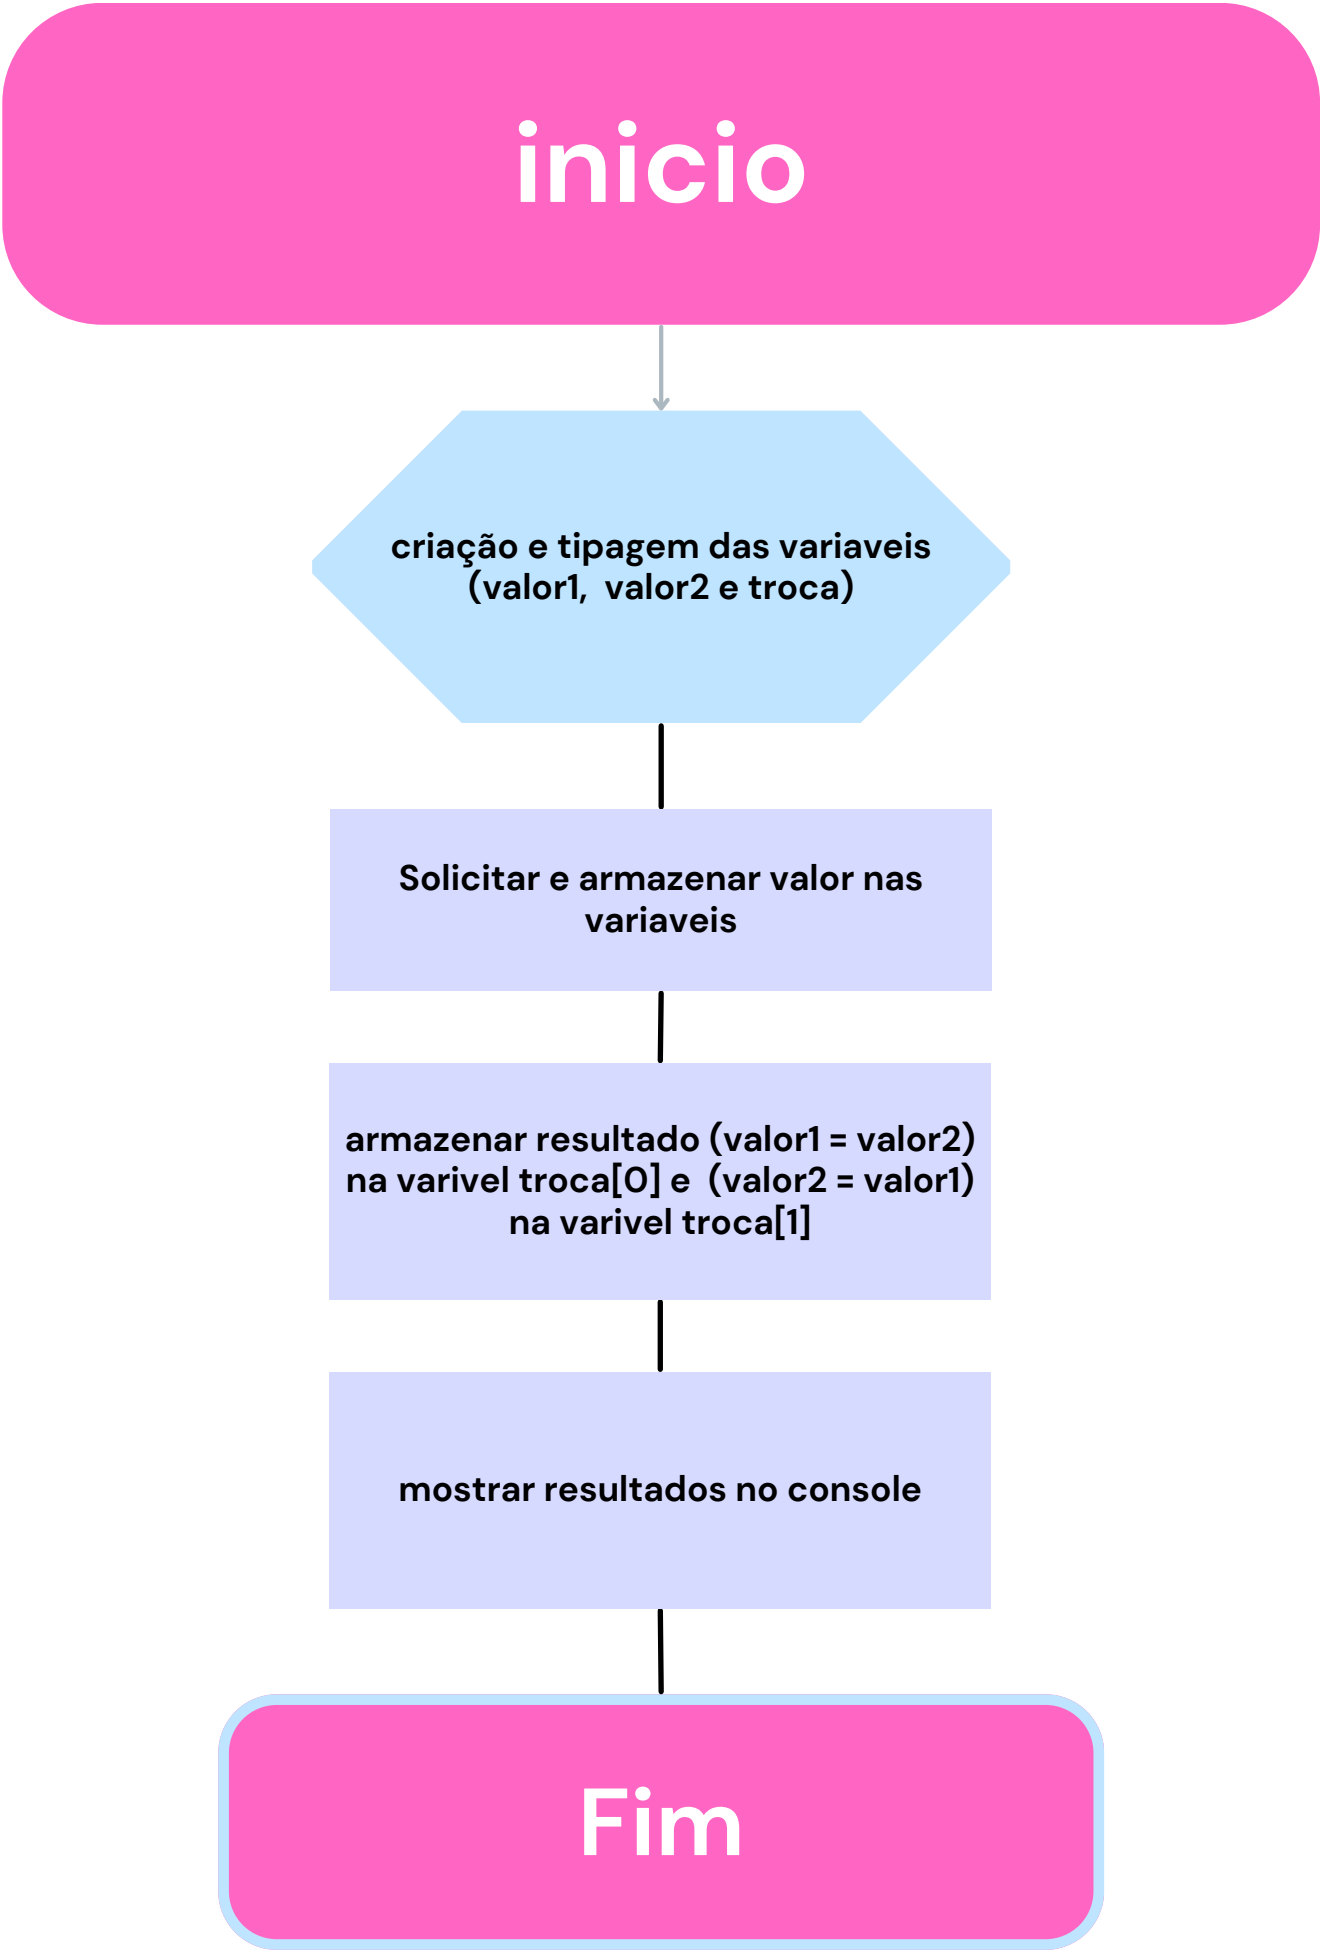 inicio
criação e tipagem das variaveis
(valor1,  valor2 e troca)
Solicitar e armazenar valor nas
variaveis
armazenar resultado (valor1 = valor2)
na varivel troca[0] e  (valor2 = valor1)
na varivel troca[1]
mostrar resultados no console
Fim